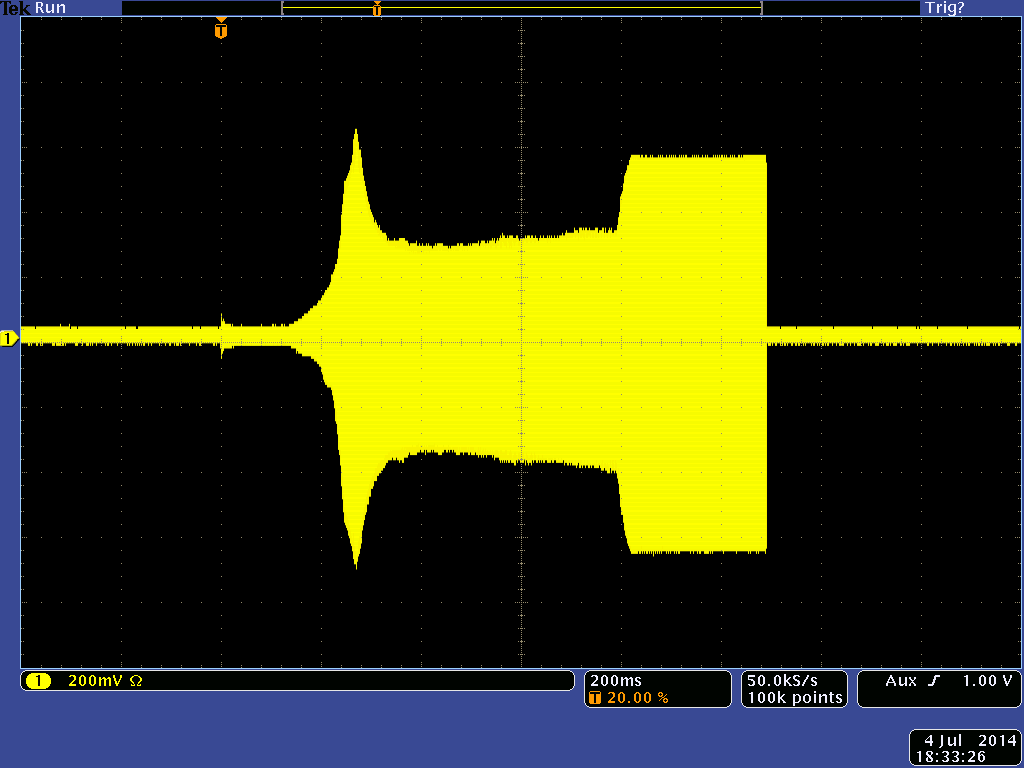 Tek Run Trig?
T
T
1
1 200mV Ω 200ms 50.0kS/s Aux 1.00 V
T 20.00 % 100k points
4 Jul 2014
18:33:26